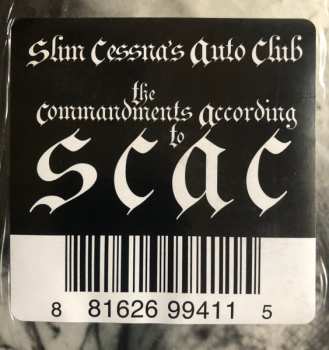 Slim Cessna's Auto Club
the
commandments according
to
SCAC
8 81626 99411 5